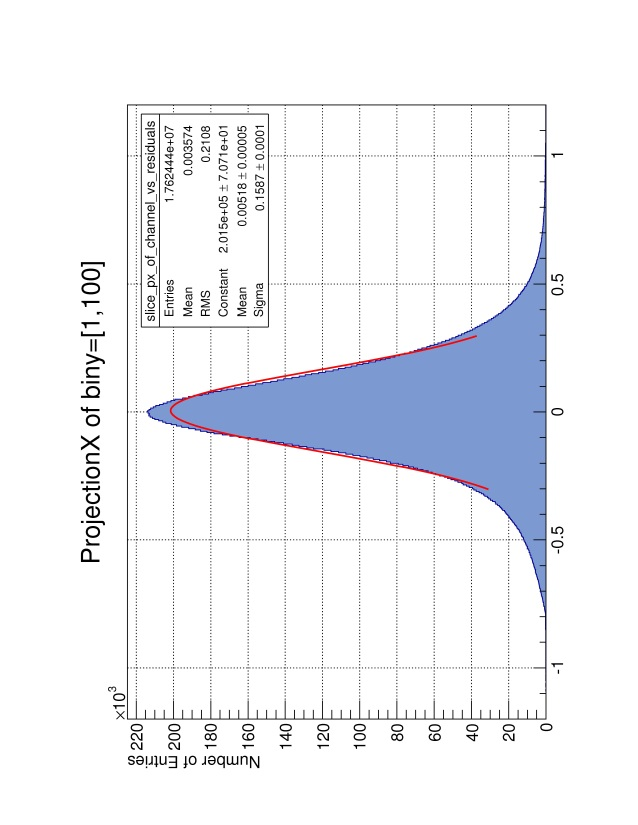 ProjectionX of biny=[1,100]
×10³
Number of Entries
220
200
180
160
140
120
100
80
60
40
20
0
-1
-0.5
0
0.5
1
slice_px_of_channel_vs_residuals
Entries 1.762444e+07
Mean 0.003574
RMS 0.2108
Constant 2.015e+05 ± 7.071e+01
Mean 0.00518 ± 0.00005
Sigma 0.1587 ± 0.0001